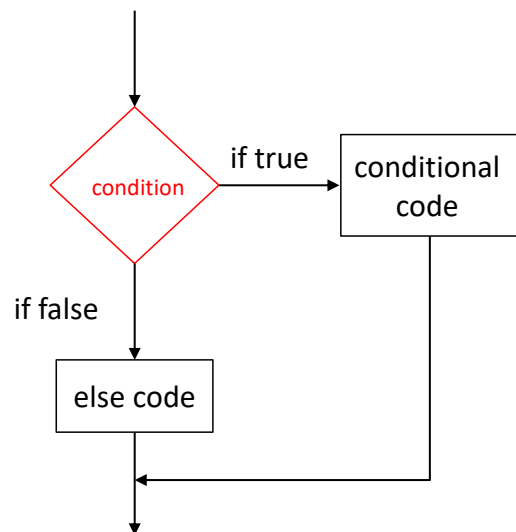 if true
conditional
code
condition
if false
else code